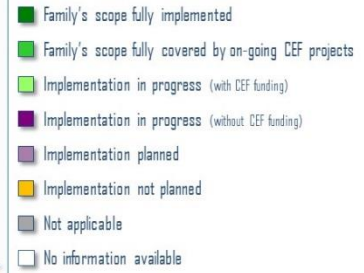 Family's scope fully implemented
Family's scope fully covered by on-going CEF projects
Implementation in progress (with CEF funding)
Implementation in progress (without CEF funding)
Implementation planned
Implementation not planned
Not applicable
No information available